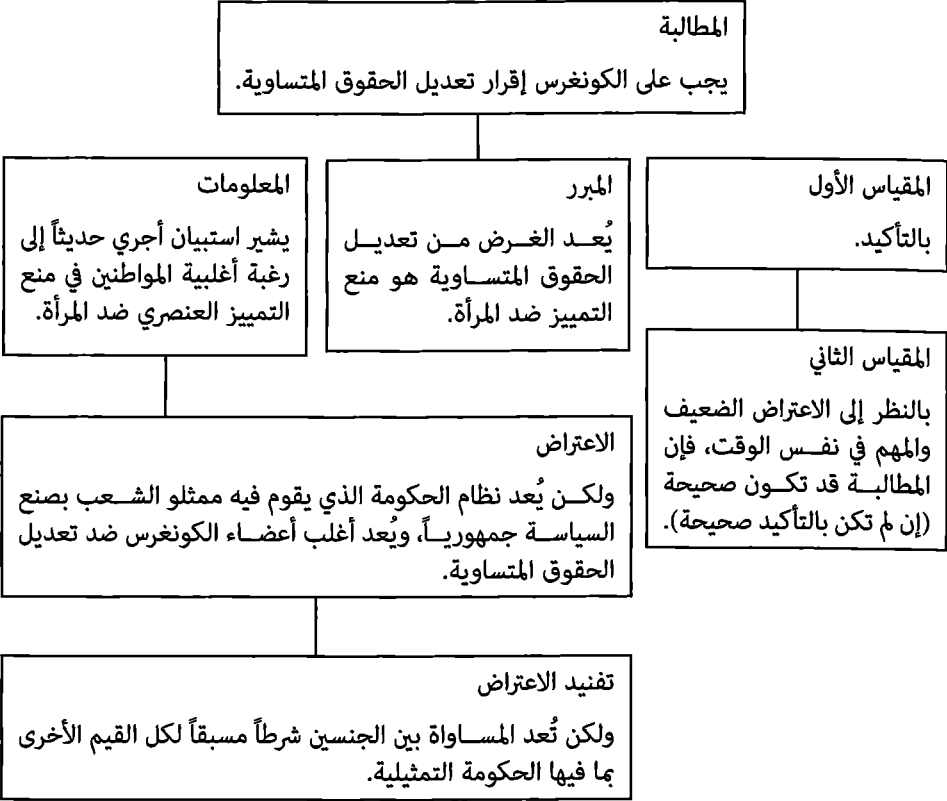 المطالبة
يجب على الكونغرس إقرار تعديل الحقوق المتساوية.
المقياس الأول
بالتأكيد.
المبرر
يُعد الغرض من تعديل
الحقوق المتساوية هو منع
التمييز ضد المرأة.
المعلومات
يشير استبيان أجري حديثاً إلى
رغبة أغلبية المواطنين في منع
التمييز العنصري ضد المرأة.
المقياس الثاني
بالنظر إلى الاعتراض الضعيف
والمهم في نفس الوقت، فإن
المطالبة قد تكون صحيحة
(إن لم تكن بالتأكيد صحيحة).
الاعتراض
ولكن يُعد نظام الحكومة الذي يقوم فيه ممثلو الشعب بصنع
السياسة جمهورياً، ويُعد أغلب أعضاء الكونغرس ضد تعديل
الحقوق المتساوية.
تفنيد الاعتراض
ولكن تُعد المساواة بين الجنسين شرطاً مسبقاً لكل القيم الأخرى
بما فيها الحكومة التمثيلية.